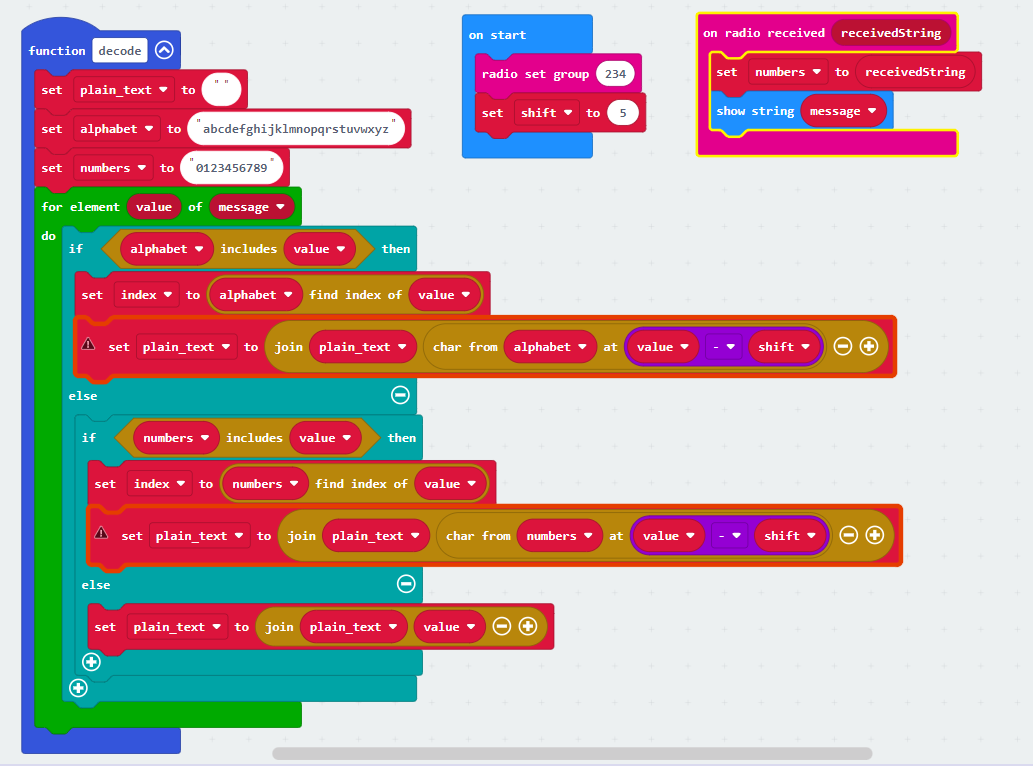 function decode
set plain_text to " "
set alphabet to "abcdefghijklmnopqrstuvwxyz"
set numbers to "0123456789"
for element value of message
do
if alphabet includes value then
set index to alphabet find index of value
set plain_text to join plain_text char from alphabet at value - shift
else
if numbers includes value then
set index to numbers find index of value
set plain_text to join plain_text char from numbers at value - shift
else
set plain_text to join plain_text value
on start
radio set group 234
set shift to 5
on radio received receivedString
set numbers to receivedString
show string message